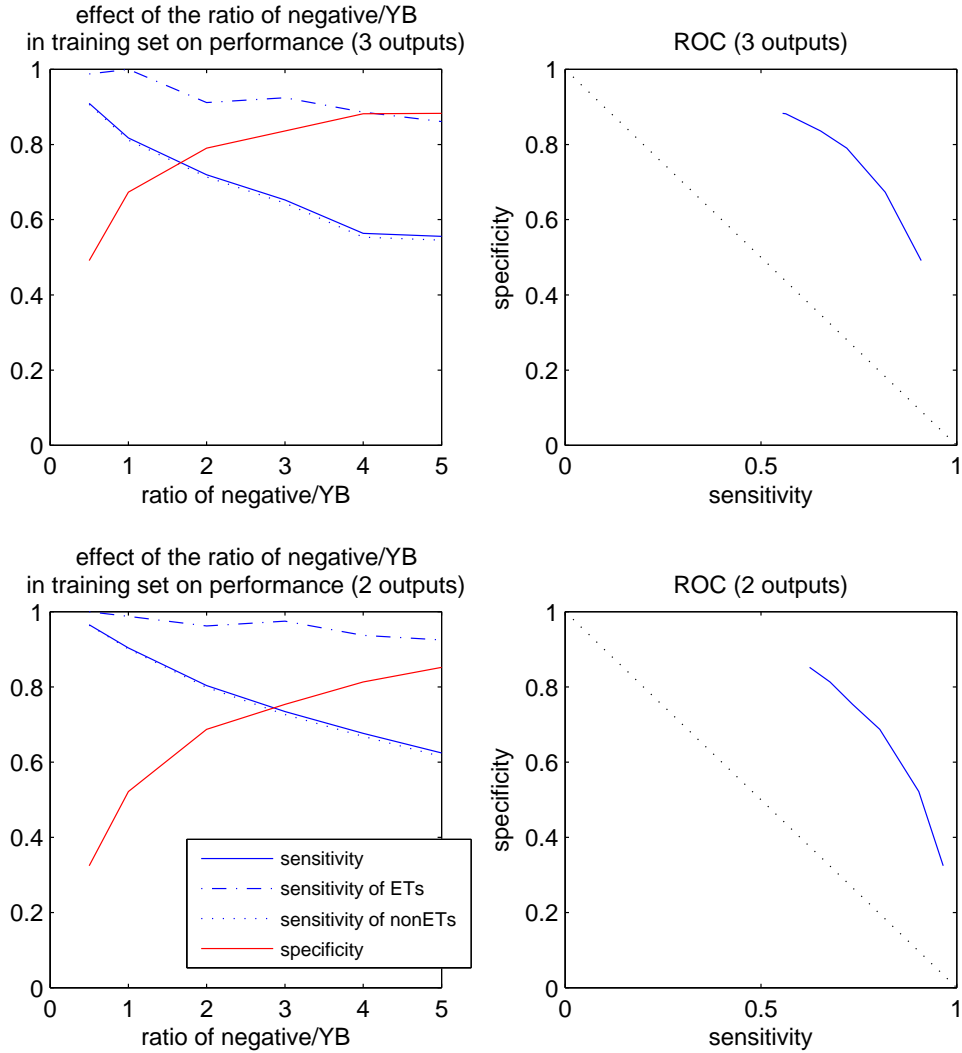 effect of the ratio of negative/YB
in training set on performance (3 outputs)
1
0.8
0.6
0.4
0.2
0
0 1 2 3 4 5
ratio of negative/YB
ROC (3 outputs)
1
0.8
0.6
0.4
0.2
0
specificity
0 0.5 1
sensitivity
effect of the ratio of negative/YB
in training set on performance (2 outputs)
1
0.8
0.6
0.4
0.2
0
0 1 2 3 4 5
ratio of negative/YB
sensitivity
sensitivity of ETs
sensitivity of nonETs
specificity
ROC (2 outputs)
1
0.8
0.6
0.4
0.2
0
specificity
0 0.5 1
sensitivity